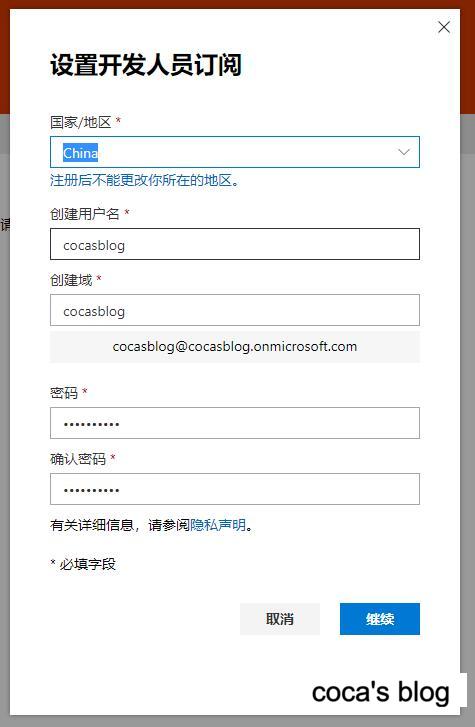 设置开发人员订阅
国家/地区 *
China
注册后不能更改你所在的地区。
请
创建用户名 *
cocasblog
创建域 *
cocasblog
cocasblog@cocasblog.onmicrosoft.com
密码 *
••••••••••
确认密码 *
••••••••••
有关详细信息，请参阅隐私声明。
* 必填字段
取消 继续
coca's blog